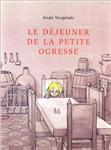 Anaïs Vaugelade
LE DÉJEUNER
DE LA PETITE
OGRESSE